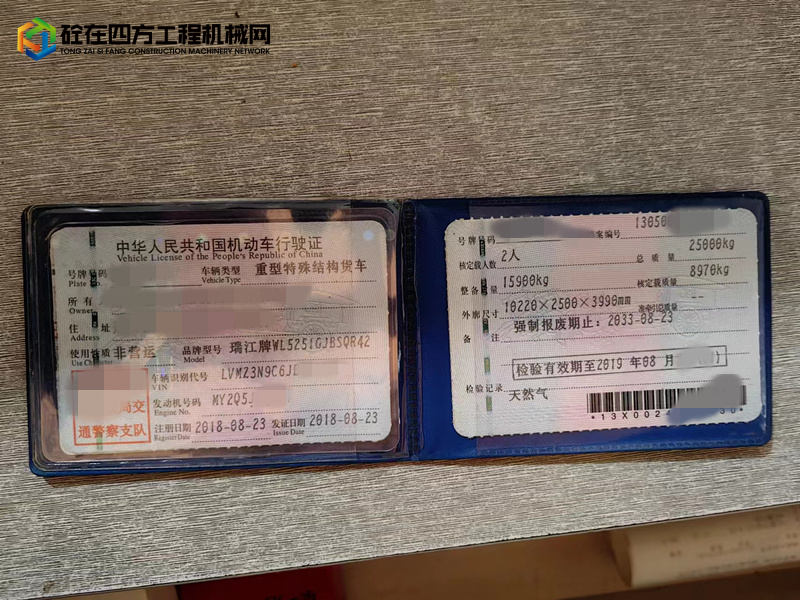 砼在四方工程机械网
TONG ZAI SI FANG CONSTRUCTION MACHINERY NETWORK
中华人民共和国机动车行驶证
Vehicle License of the People's Republic of China
号牌号码
Plate No.
车辆类型 重型特殊结构货车
Vehicle Type
所有
Owner
住址
Address
使用性质 非营运 品牌型号 瑞江牌WL5251GJBSQR42
Use Character Model
车辆识别代号 LVM23N9C6J
VIN
局交
通警察支队
发动机号码 MY2Q5J
Engine No.
注册日期 2018-08-23 发证日期 2018-08-23
Register Date Issue Date
号牌号码 案编号 13050
核定载人数 2人 总质量 25000kg
整备 量 15900kg 核定载质量 8970kg
外廓尺寸 10220×2500×3990 准牵引总质量 --
备注 强制报废期止：2033-08-23
检验有效期至2019 年08 月
检验记录
天然气
*13X0024 30*